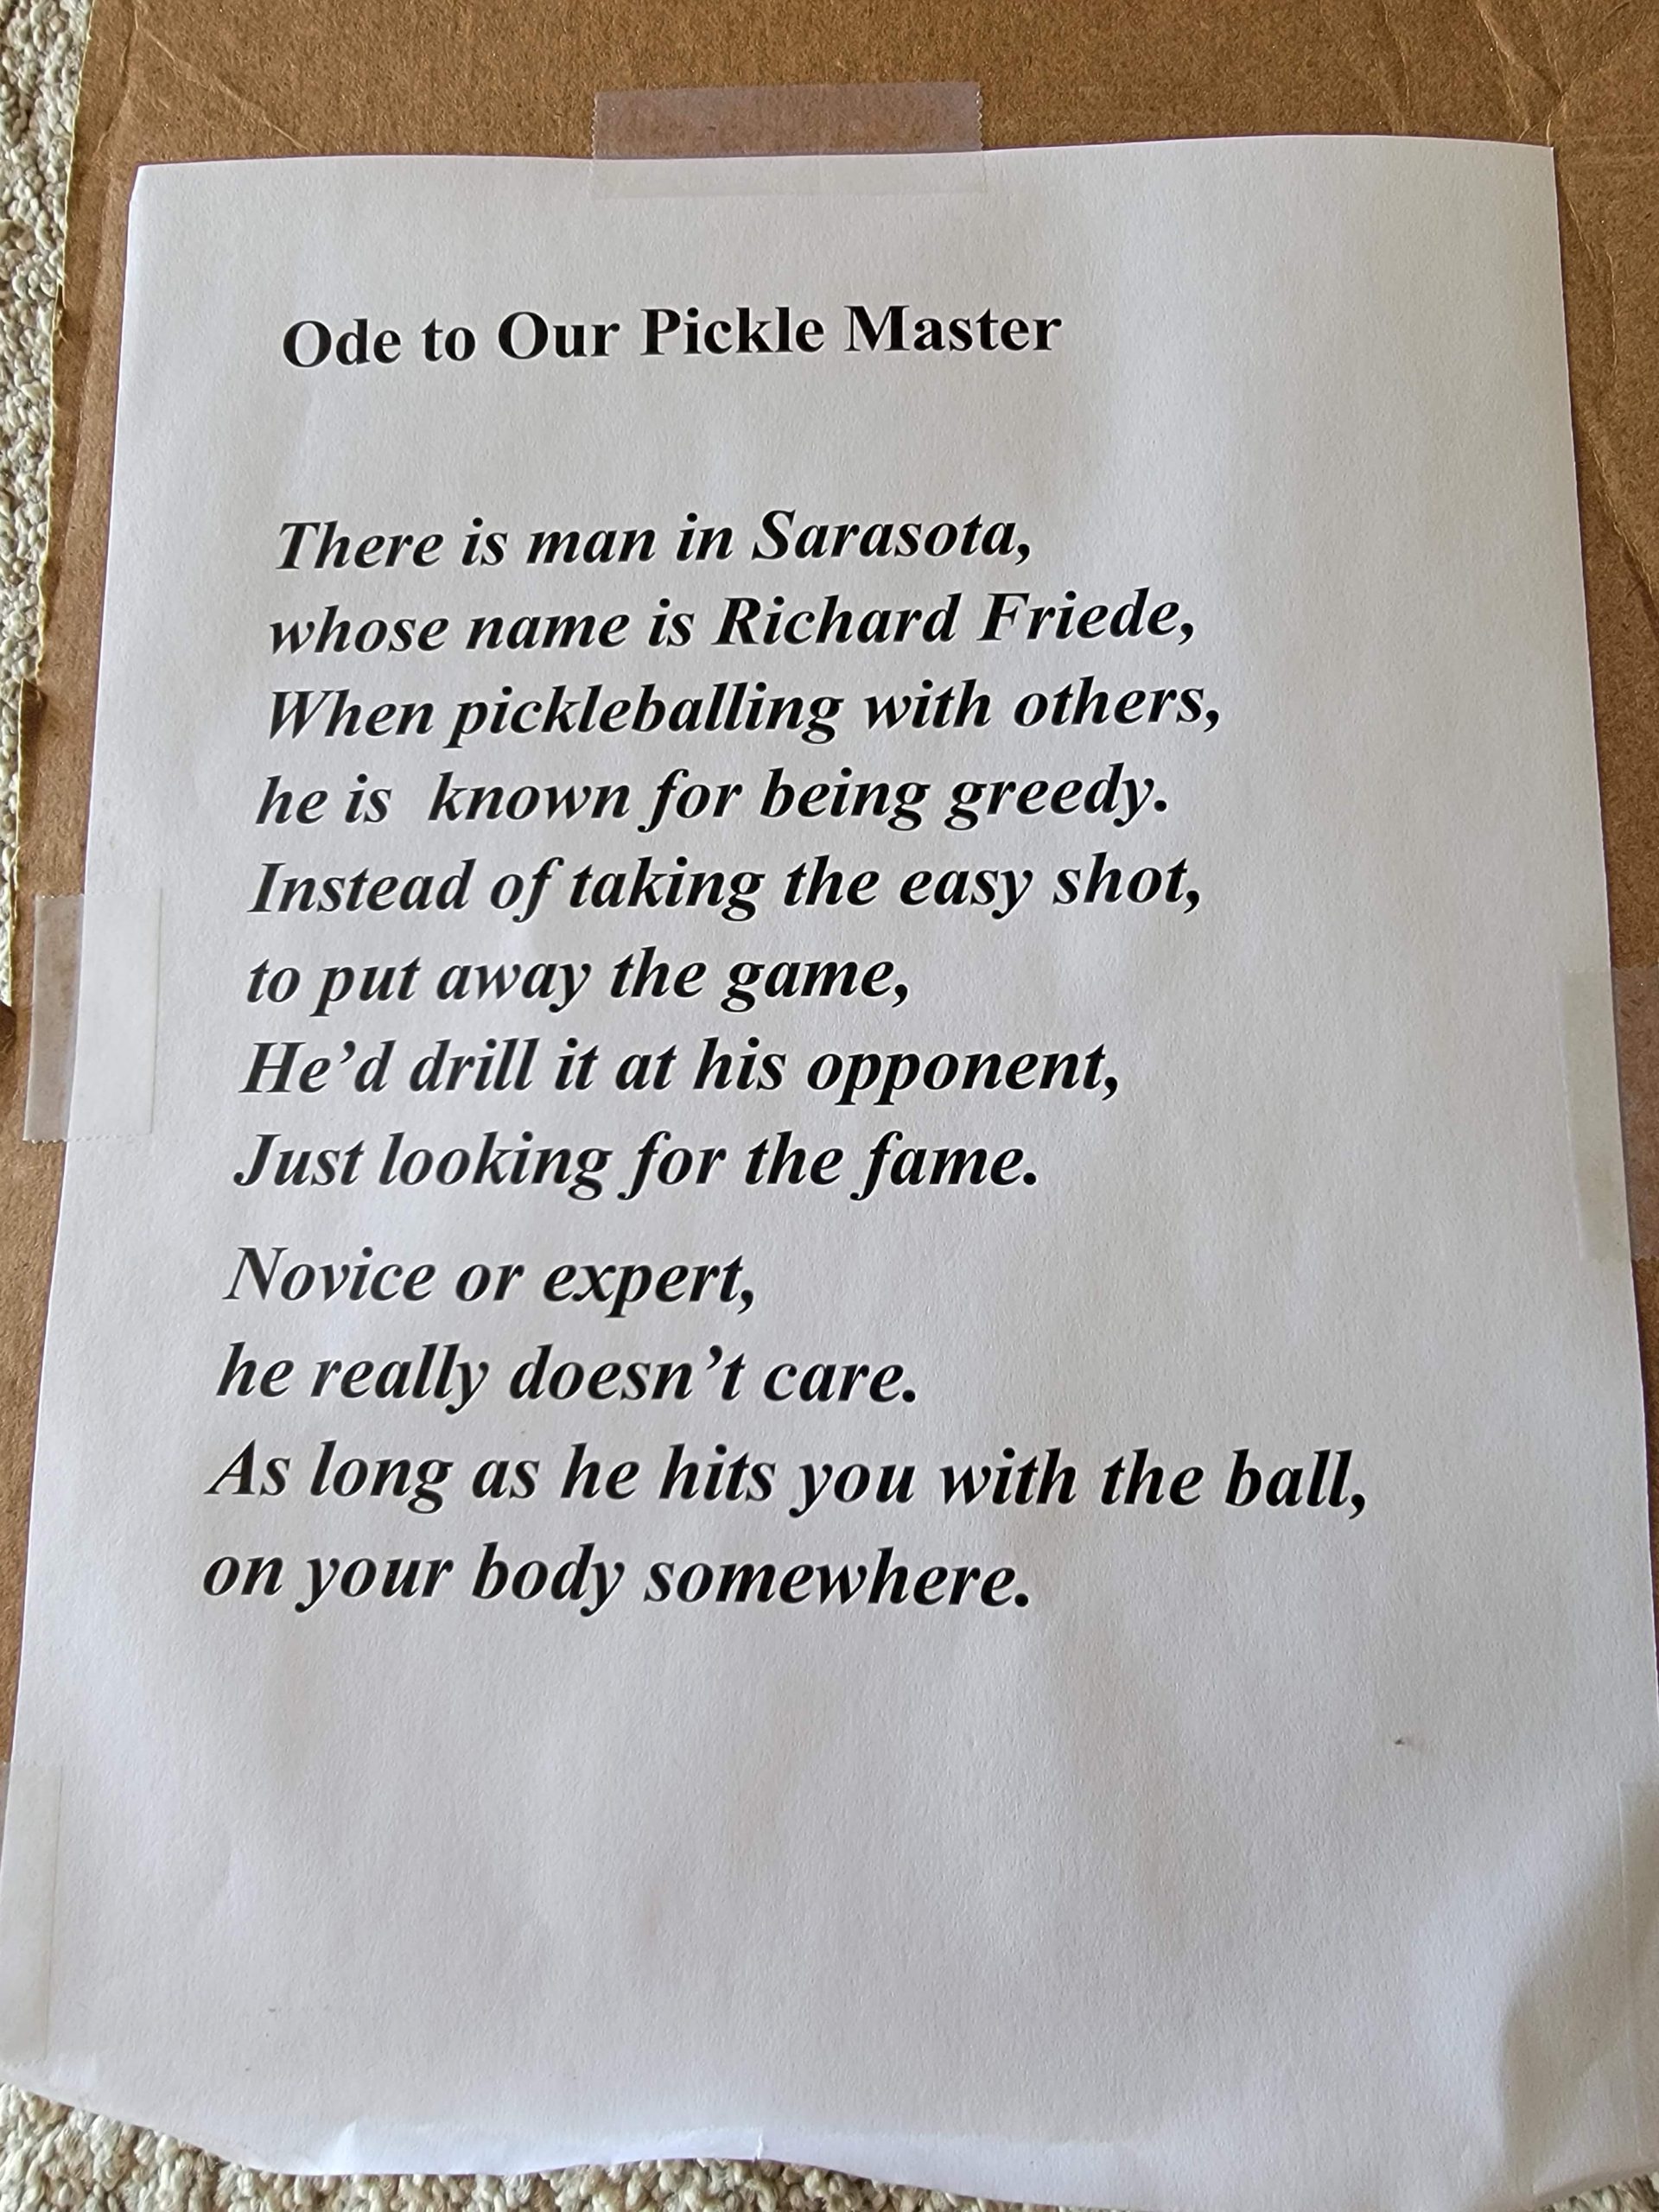 Ode to Our Pickle Master
There is man in Sarasota,
whose name is Richard Friede,
When pickleballing with others,
he is  known for being greedy.
Instead of taking the easy shot,
to put away the game,
He’d drill it at his opponent,
Just looking for the fame.
Novice or expert,
he really doesn’t care.
As long as he hits you with the ball,
on your body somewhere.